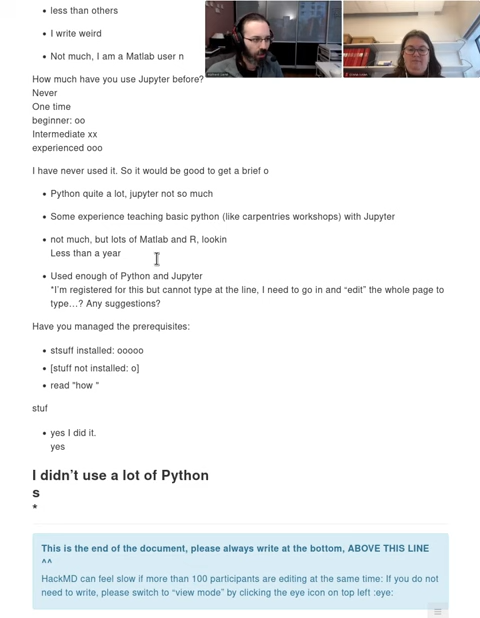 less than others
I write weird
Not much, I am a Matlab user n
How much have you use Jupyter before?
Never
One time
beginner: oo
Intermediate xx
experienced ooo
I have never used it. So it would be good to get a brief o
Python quite a lot, jupyter not so much
Some experience teaching basic python (like carpentries workshops) with Jupyter
not much, but lots of Matlab and R, lookin
Less than a year
Used enough of Python and Jupyter
*I’m registered for this but cannot type at the line, I need to go in and “edit” the whole page to
type…? Any suggestions?
Have you managed the prerequisites:
stsuff installed: ooooo
[stuff not installed: o]
read "how "
stuf
yes I did it.
yes
I didn’t use a lot of Python
s
*
This is the end of the document, please always write at the bottom, ABOVE THIS LINE
^^
HackMD can feel slow if more than 100 participants are editing at the same time: If you do not
need to write, please switch to “view mode” by clicking the eye icon on top left :eye: